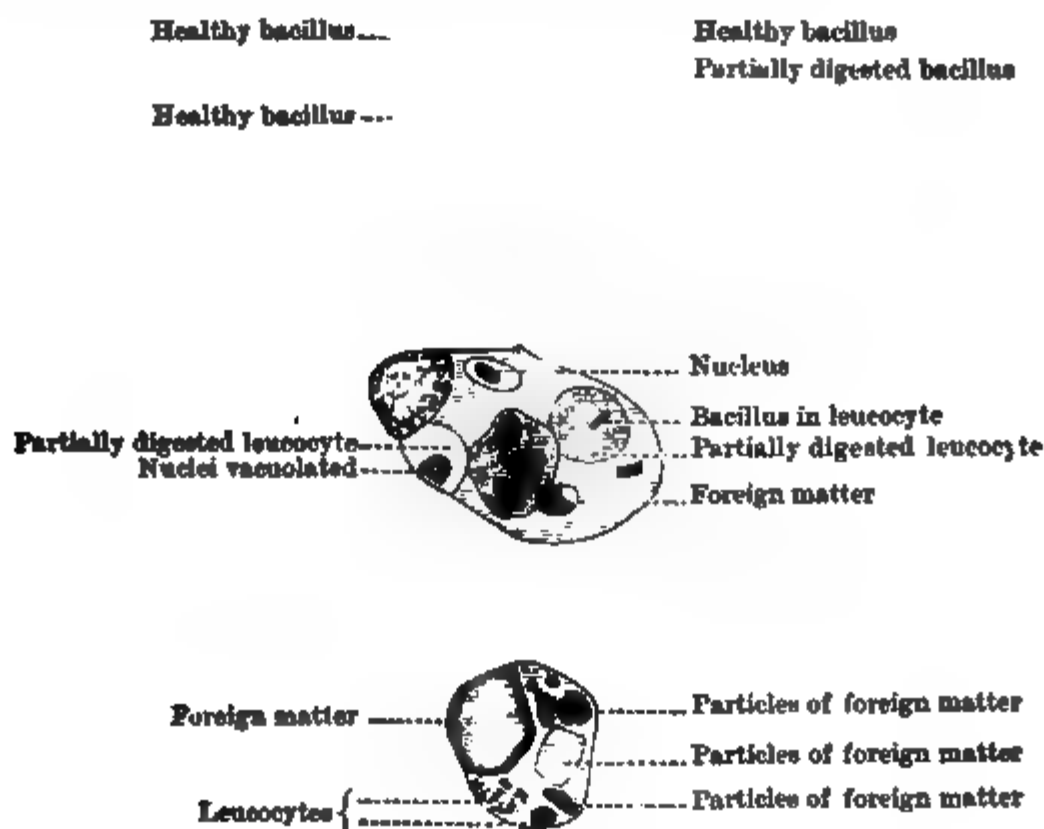 Healthy bacillus
Healthy bacillus
Partially digested bacillus
Healthy bacillus
Nucleus
Bacillus in leucocyte
Partially digested leucocyte
Partially digested leucocyte
Nuclei vacuolated
Foreign matter
Foreign matter
Particles of foreign matter
Particles of foreign matter
Particles of foreign matter
Leucocytes